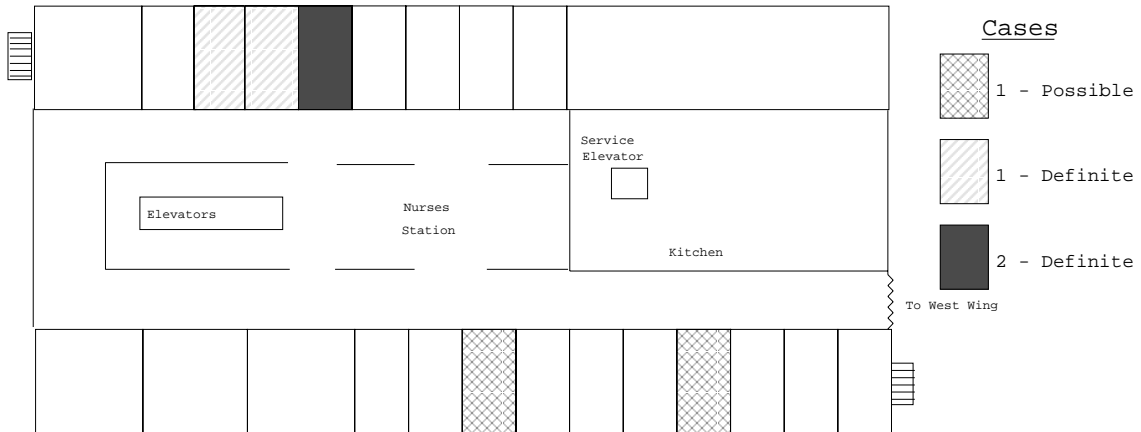 Cases
1 - Possible
1 - Definite
2 - Definite
Service
Elevator
Elevators
Nurses
Station
Kitchen
To West Wing